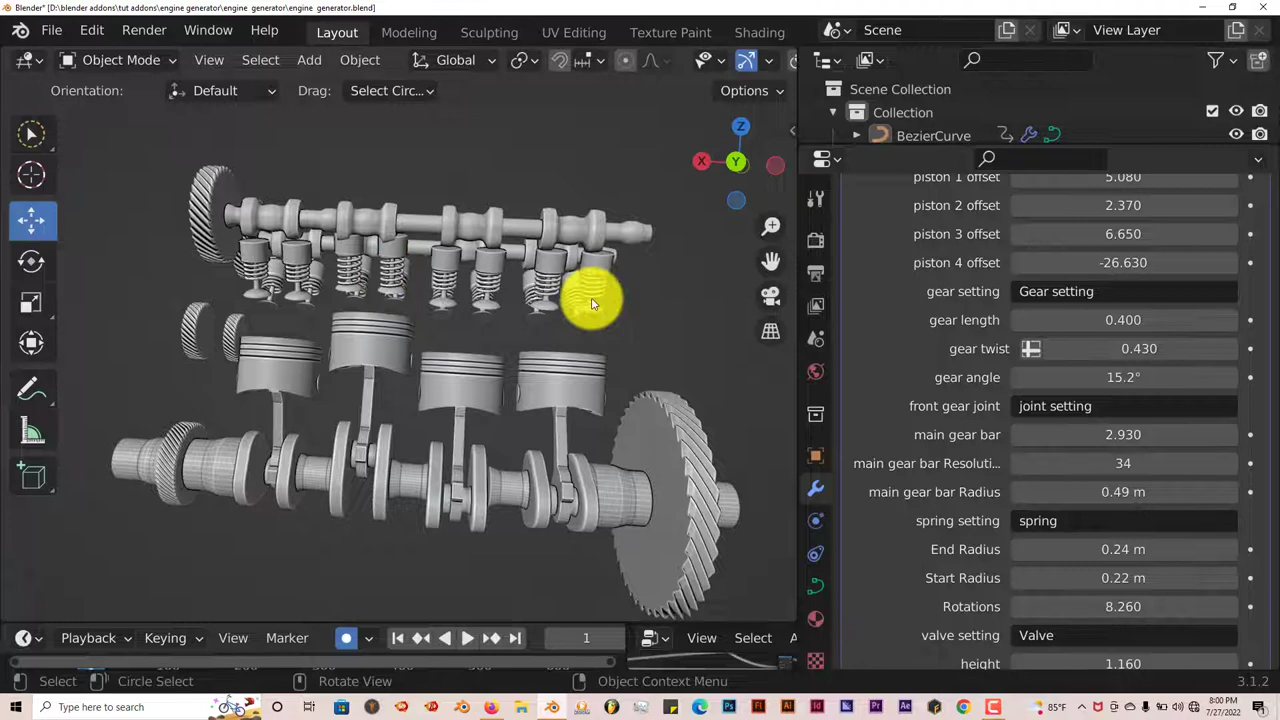 Blender* [D:\blender addons\tut addons\engine generator\engine generator\engine generator.blend]
File Edit Render Window Help Layout Modeling Sculpting UV Editing Texture Paint Shading Scene View Layer
Object Mode View Select Add Object Global
Orientation: Default Drag: Select Circ... Options
Scene Collection
Collection
BezierCurve
X Y Z
piston 1 offset 5.080
piston 2 offset 2.370
piston 3 offset 6.650
piston 4 offset -26.630
gear setting Gear setting
gear length 0.400
gear twist 0.430
gear angle 15.2°
front gear joint joint setting
main gear bar 2.930
main gear bar Resoluti... 34
main gear bar Radius 0.49 m
spring setting spring
End Radius 0.24 m
Start Radius 0.22 m
Rotations 8.260
valve setting Valve
height 1.160
Playback Keying View Marker 1 View Select A
Select Circle Select Rotate View Object Context Menu 3.1.2
Type here to search 85°F 8:00 PM
7/27/2022